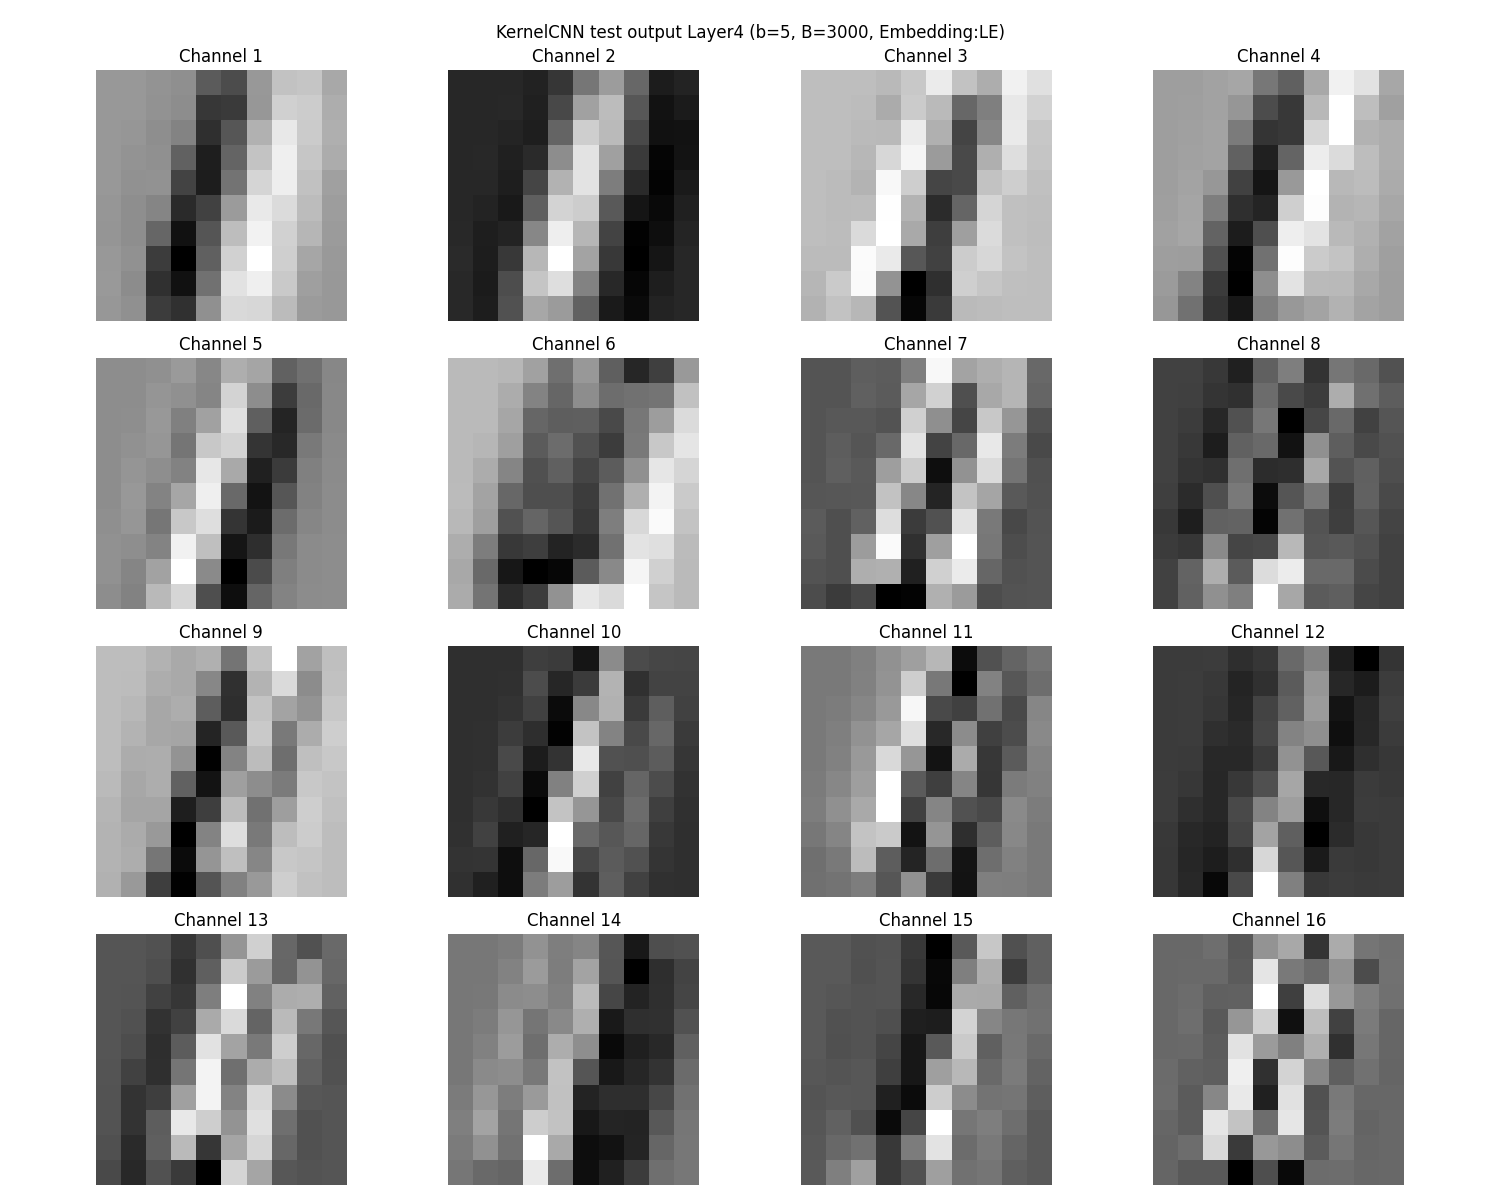 KernelCNN test output Layer4 (b=5, B=3000, Embedding:LE)
Channel 1 Channel 2 Channel 3 Channel 4
Channel 5 Channel 6 Channel 7 Channel 8
Channel 9 Channel 10 Channel 11 Channel 12
Channel 13 Channel 14 Channel 15 Channel 16